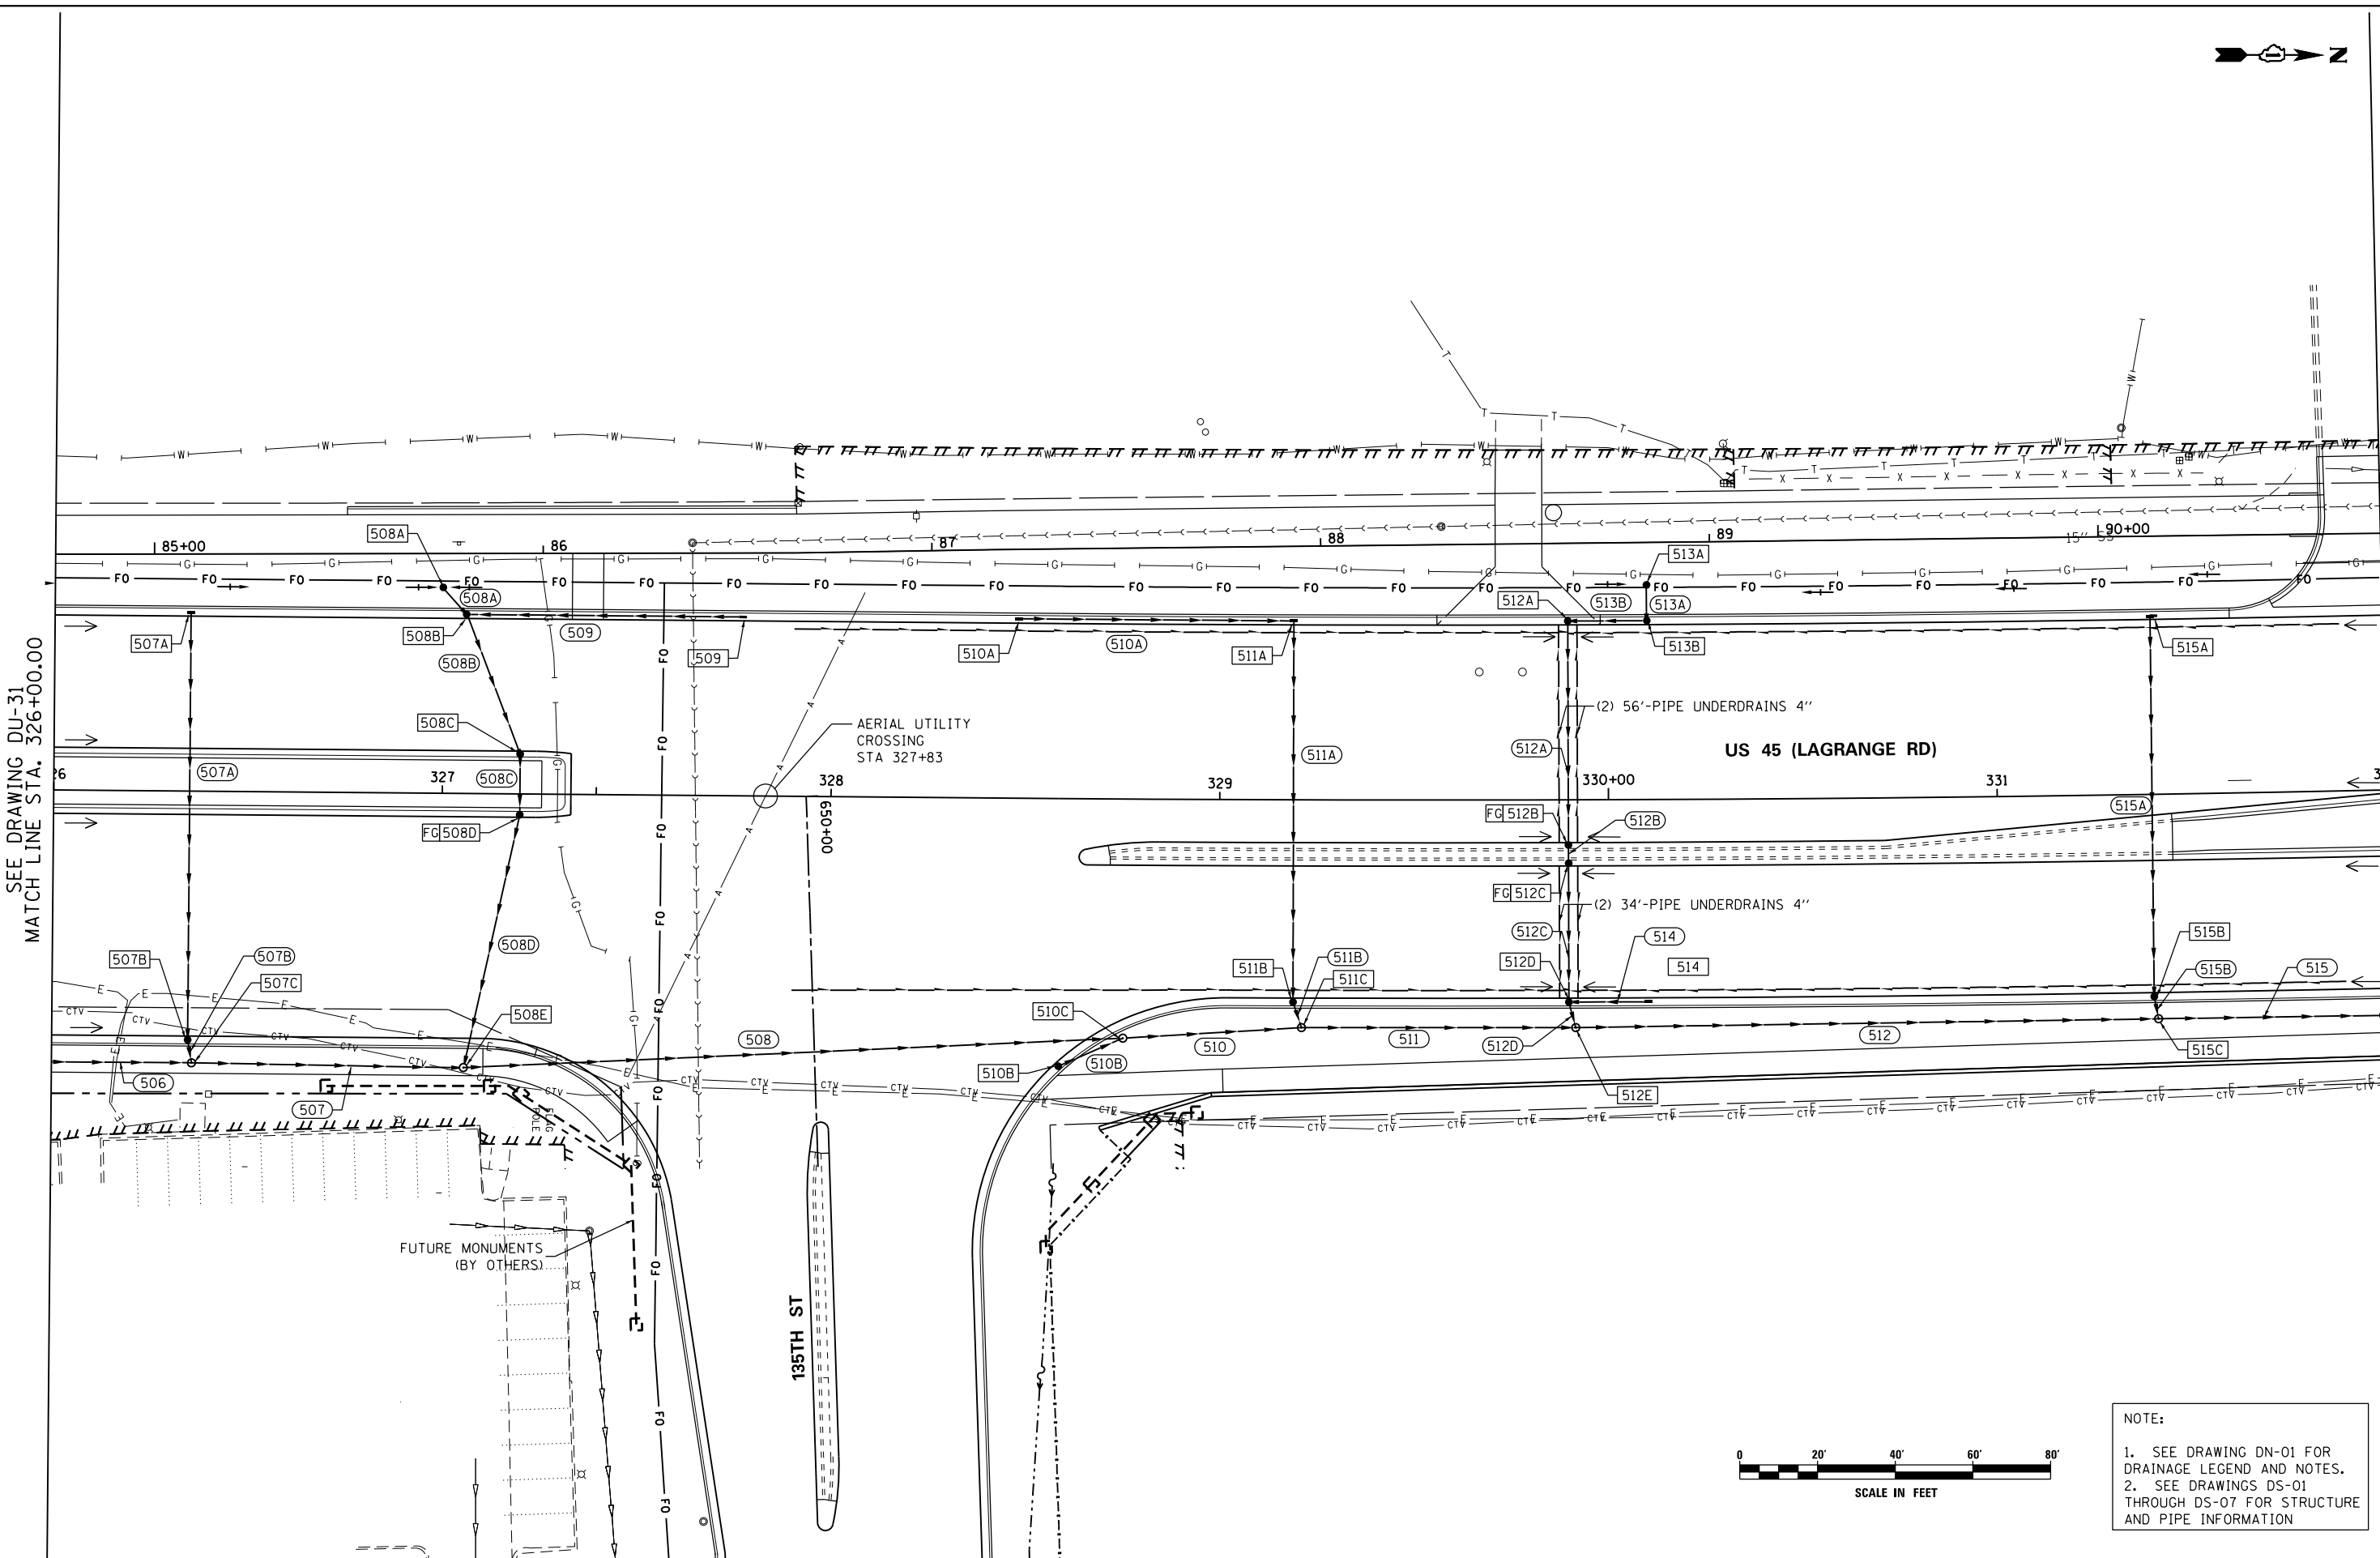 N
SEE DRAWING DU-31
MATCH LINE STA. 326+00.00
85+00
86
87
88
89
90+00
508A
508A
513A
512A
513B
513A
507A
508B
509
509
510A
510A
511A
513B
515A
508B
508C
AERIAL UTILITY
CROSSING
STA 327+83
(2) 56'-PIPE UNDERDRAINS 4"
US 45 (LAGRANGE RD)
507A
508C
511A
512A
327
328
329
330+00
331
650+00
FG 508D
FG 512B
512B
515A
FG 512C
(2) 34'-PIPE UNDERDRAINS 4"
508D
512C
514
514
507B
507B
507C
511B
511B
511C
512D
515B
515B
515
508E
510C
508
510
511
512
506
507
510B
510B
512D
512E
515C
FLAG
POLE
FUTURE MONUMENTS
(BY OTHERS)
135TH ST
0 20' 40' 60' 80'
SCALE IN FEET
NOTE:
1. SEE DRAWING DN-01 FOR
DRAINAGE LEGEND AND NOTES.
2. SEE DRAWINGS DS-01
THROUGH DS-07 FOR STRUCTURE
AND PIPE INFORMATION